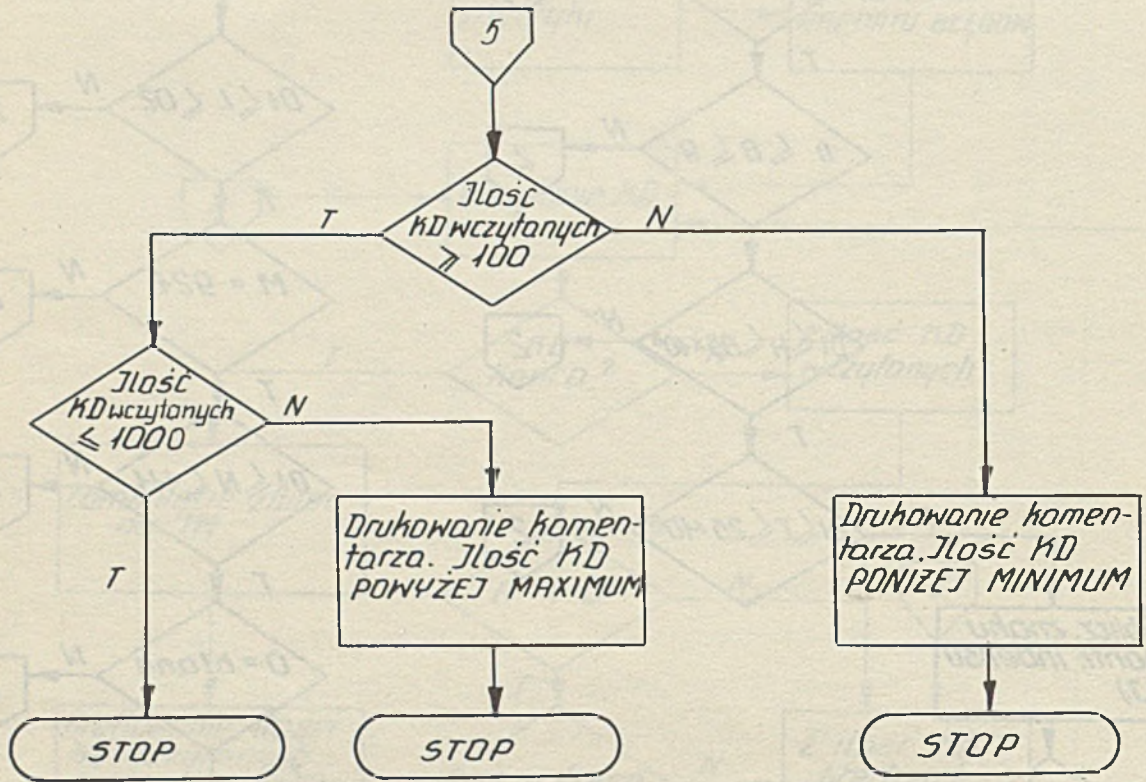 5
Ilość
KD wczytanych
⩾ 100
T
N
Ilość
KD wczytanych
≤ 1000
N
T
Drukowanie komen-
tarza. Ilość KD
POWYŻEJ MAXIMUM
Drukowanie komen-
tarza. Ilość KD
PONIŻEJ MINIMUM
STOP
STOP
STOP